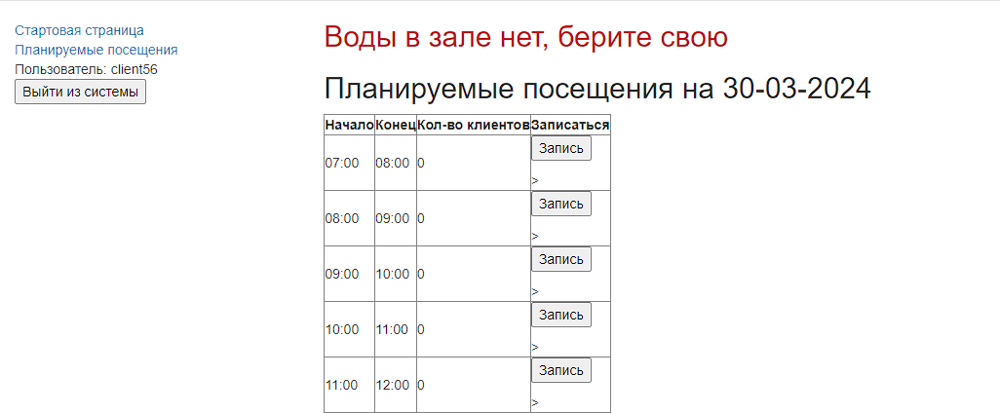 Стартовая страница
Планируемые посещения
Пользователь: client56
Выйти из системы
Воды в зале нет, берите свою
Планируемые посещения на 30-03-2024
Начало Конец Кол-во клиентов Записаться
07:00 08:00 0 Запись
>
08:00 09:00 0 Запись
>
09:00 10:00 0 Запись
>
10:00 11:00 0 Запись
>
11:00 12:00 0 Запись
>